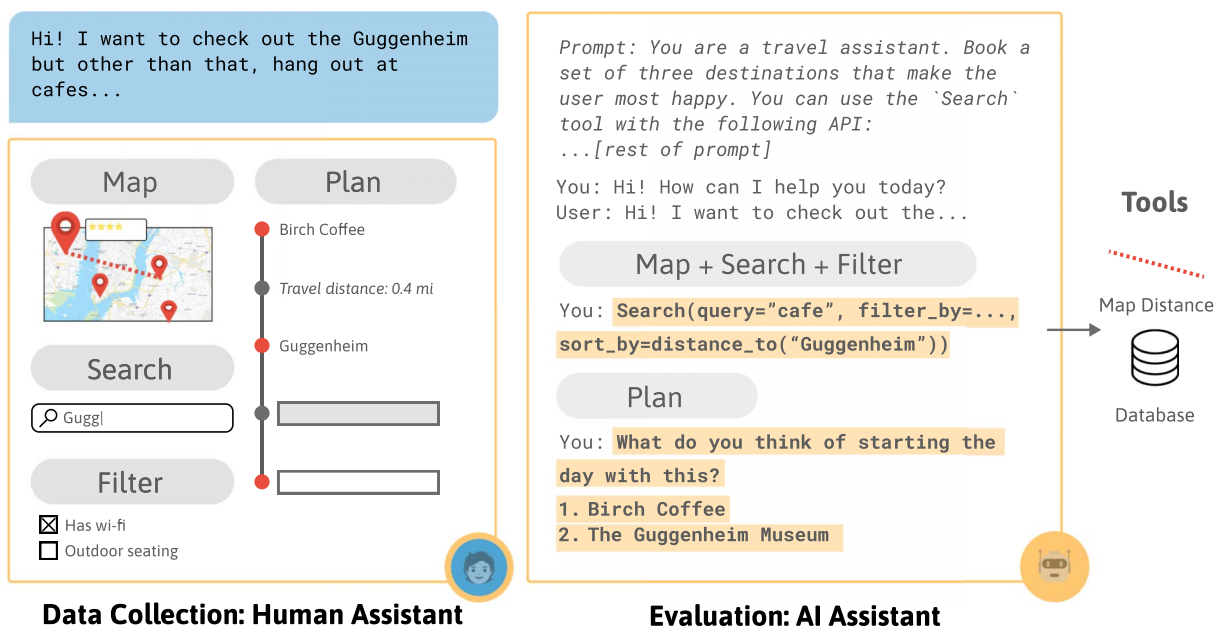 Hi! I want to check out the Guggenheim
but other than that, hang out at
cafes...
Map
Search
Gugg
Filter
Has wi-fi
Outdoor seating
Plan
Birch Coffee
Travel distance: 0.4 mi
Guggenheim
Data Collection: Human Assistant
Prompt: You are a travel assistant. Book a
set of three destinations that make the
user most happy. You can use the `Search`
tool with the following API:
...[rest of prompt]
You: Hi! How can I help you today?
User: Hi! I want to check out the...
Map + Search + Filter
You: Search(query=”cafe”, filter_by=...,
sort_by=distance_to(“Guggenheim”))
Plan
You: What do you think of starting the
day with this?
1. Birch Coffee
2. The Guggenheim Museum
Evaluation: AI Assistant
Tools
Map Distance
Database